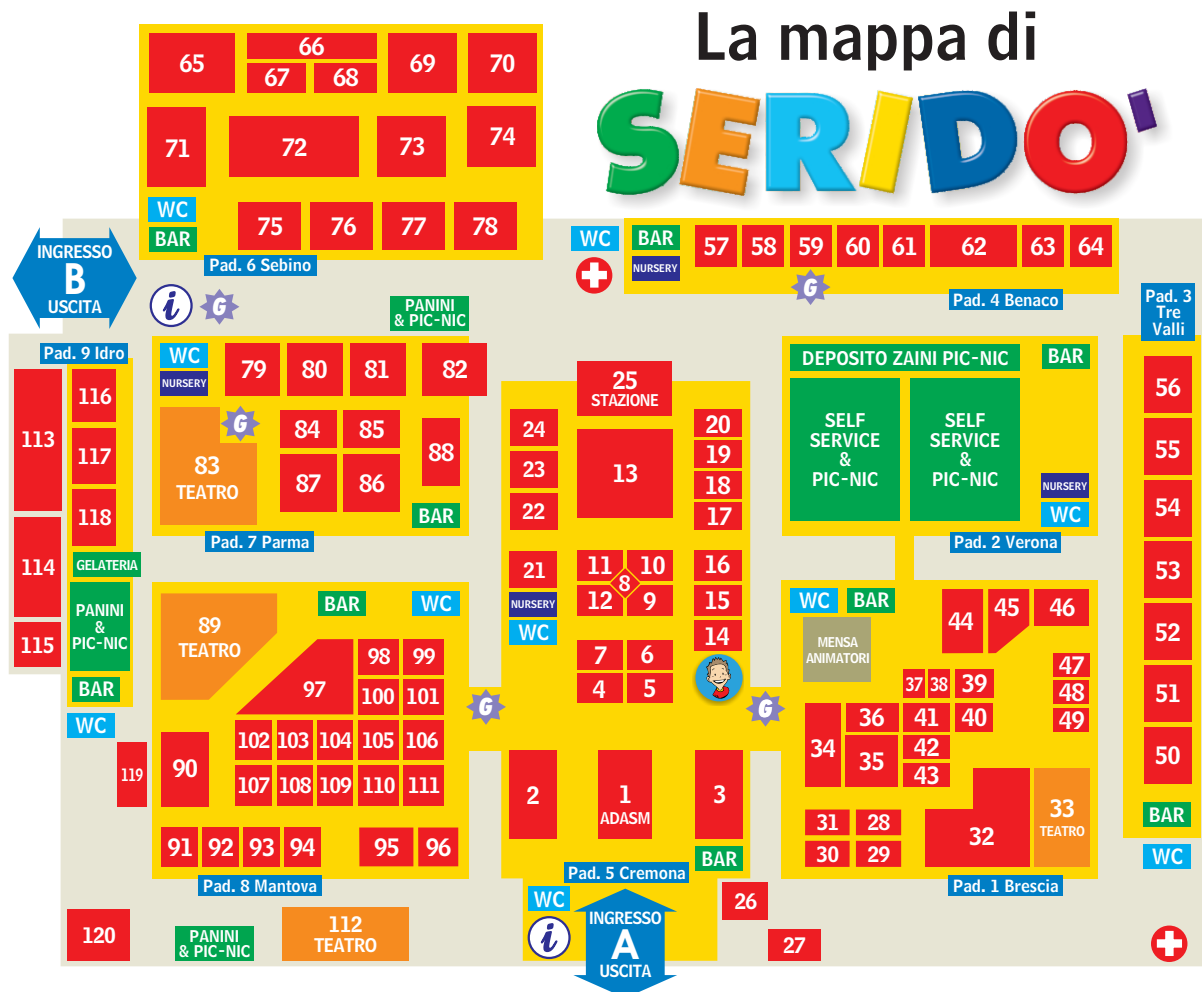 La mappa di
SERIDO'
65
66
67
68
69
70
71
72
73
74
WC
BAR
75
76
77
78
Pad. 6 Sebino
INGRESSO
B
USCITA
i
G
PANINI
& PIC-NIC
WC
BAR
NURSERY
57
58
59
60
61
62
63
64
G
Pad. 4 Benaco
Pad. 3
Tre
Valli
56
55
54
53
52
51
50
BAR
WC
Pad. 9 Idro
113
114
115
116
117
118
GELATERIA
PANINI
&
PIC-NIC
BAR
WC
119
WC
NURSERY
79
80
81
82
G
83
TEATRO
84
85
87
86
88
BAR
Pad. 7 Parma
25
STAZIONE
24
23
22
21
NURSERY
WC
13
20
19
18
17
16
15
14
11
10
8
12
9
7
6
4
5
G
G
2
1
ADASM
3
BAR
Pad. 5 Cremona
WC
i
INGRESSO
A
USCITA
26
27
DEPOSITO ZAINI PIC-NIC
BAR
SELF
SERVICE
&
PIC-NIC
SELF
SERVICE
&
PIC-NIC
NURSERY
WC
Pad. 2 Verona
WC
BAR
MENSA
ANIMATORI
44
45
46
47
48
49
37
38
39
34
36
41
40
35
42
43
31
28
30
29
32
33
TEATRO
Pad. 1 Brescia
89
TEATRO
BAR
WC
97
98
99
100
101
102
103
104
105
106
107
108
109
110
111
90
91
92
93
94
95
96
Pad. 8 Mantova
120
PANINI
& PIC-NIC
112
TEATRO